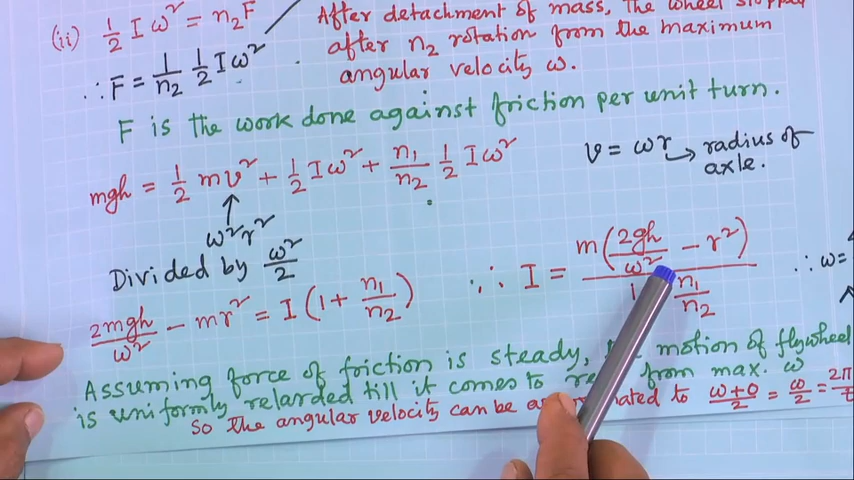 (ii) 1/2 Iω² = n₂F
∴ F = 1/n₂ 1/2 Iω²
After detachment of mass, the wheel
after n₂ rotation from the maximum
angular velocity ω.
F is the work done against friction per unit turn.
mgh = 1/2 mv² + 1/2 Iω² + n₁/n₂ 1/2 Iω²
ω²r²
v = ωr → radius of
axle.
Divided by ω²/2
2mgh/ω² − mr² = I(1 + n₁/n₂)
∴ I = m(2gh/ω² − r²) / 1 n₁/n₂
∴ ω =
Assuming force of friction is steady, motion of flywheel
is uniformly relarded till it comes to from max. ω
So the angular velocity can be to ω+0/2 = ω/2 = 2π